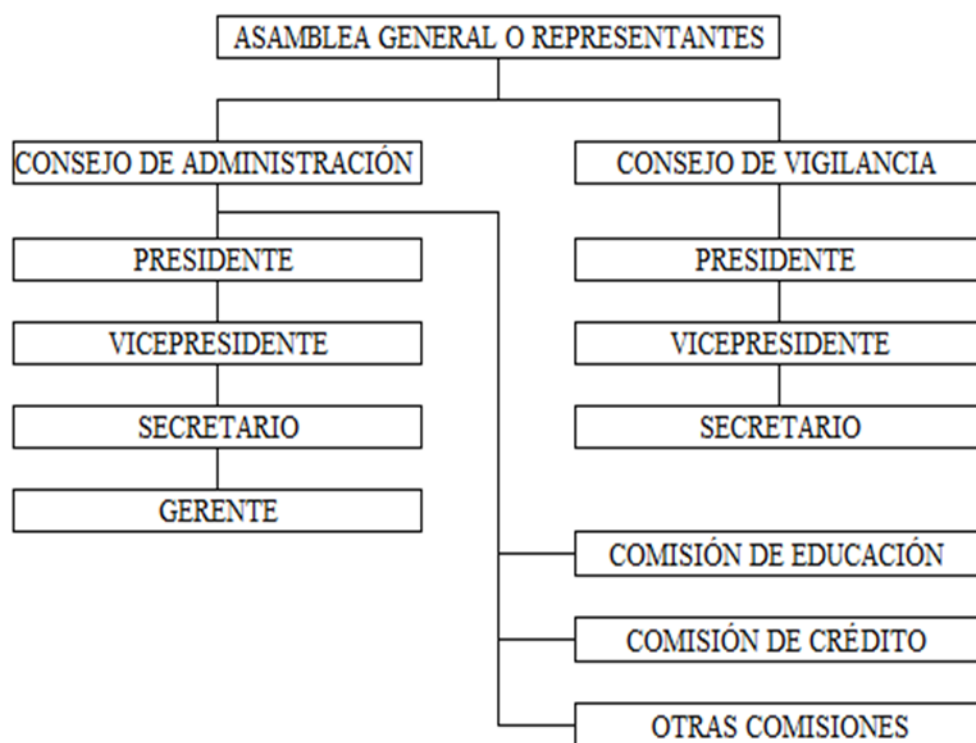 ASAMBLEA GENERAL O REPRESENTANTES
CONSEJO DE ADMINISTRACIÓN
CONSEJO DE VIGILANCIA
PRESIDENTE
PRESIDENTE
VICEPRESIDENTE
VICEPRESIDENTE
SECRETARIO
SECRETARIO
GERENTE
COMISIÓN DE EDUCACIÓN
COMISIÓN DE CRÉDITO
OTRAS COMISIONES